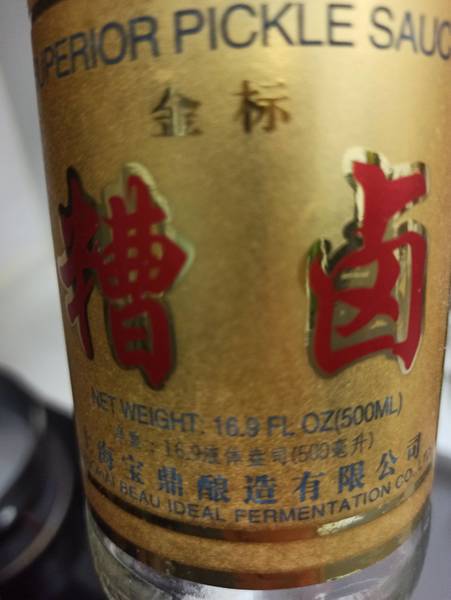 SUPERIOR PICKLE SAUC
金标
糟卤
NET WEIGHT: 16.9 FL OZ(500ML)
净重：16.9液体盎司(500毫升)
上海宝鼎酿造有限公司
BEAU IDEAL FERMENTATION CO.